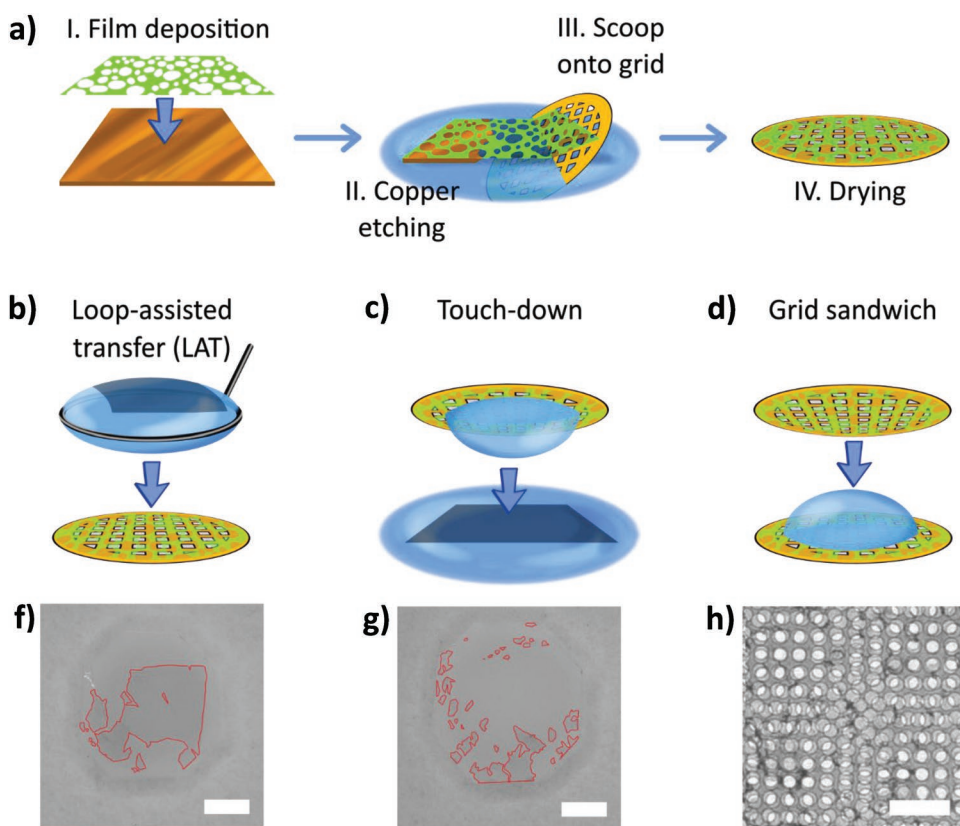 a)
I. Film deposition
III. Scoop
onto grid
II. Copper
etching
IV. Drying
b)
Loop-assisted
transfer (LAT)
c)
Touch-down
d)
Grid sandwich
f)
g)
h)